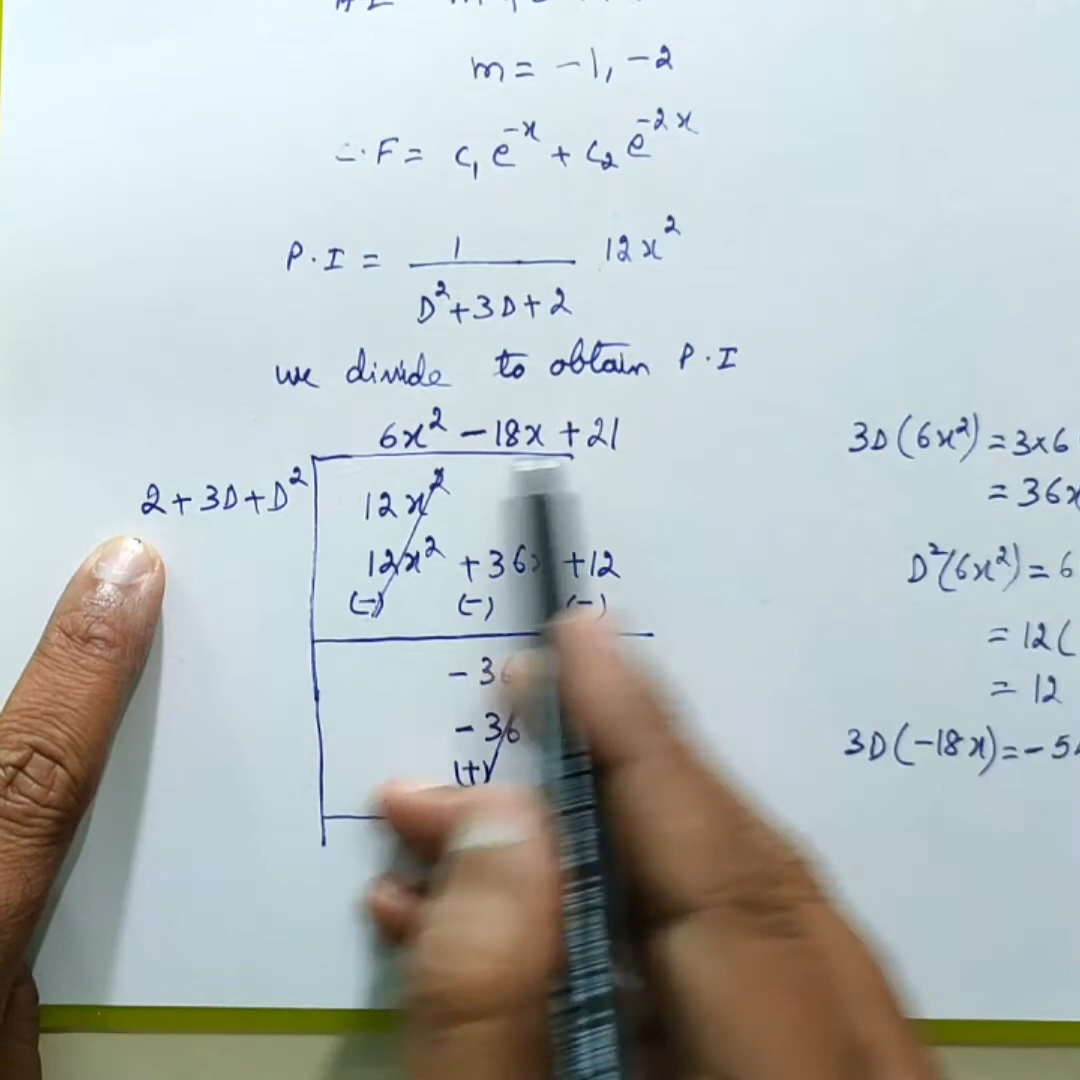 m = -1, -2
C.F = c₁e^{-x} + c₂e^{-2x}
P.I = 1/(D²+3D+2) 12x²
we divide to obtain P.I
6x² - 18x + 21
2 + 3D + D²
12x²
12x² + 36x + 12
(-) (-) (-)
- 3
- 36
(+)
3D(6x²) = 3×6
= 36x
D²(6x²) = 6
= 12(
= 12
3D(-18x) = -5